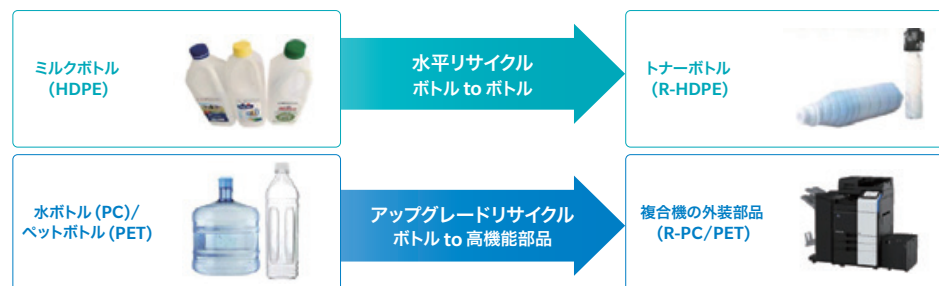 ミルクボトル
(HDPE)
水平リサイクル
ボトル to ボトル
トナーボトル
(R-HDPE)
水ボトル (PC)/
ペットボトル (PET)
アップグレードリサイクル
ボトル to 高機能部品
複合機の外装部品
(R-PC/PET)